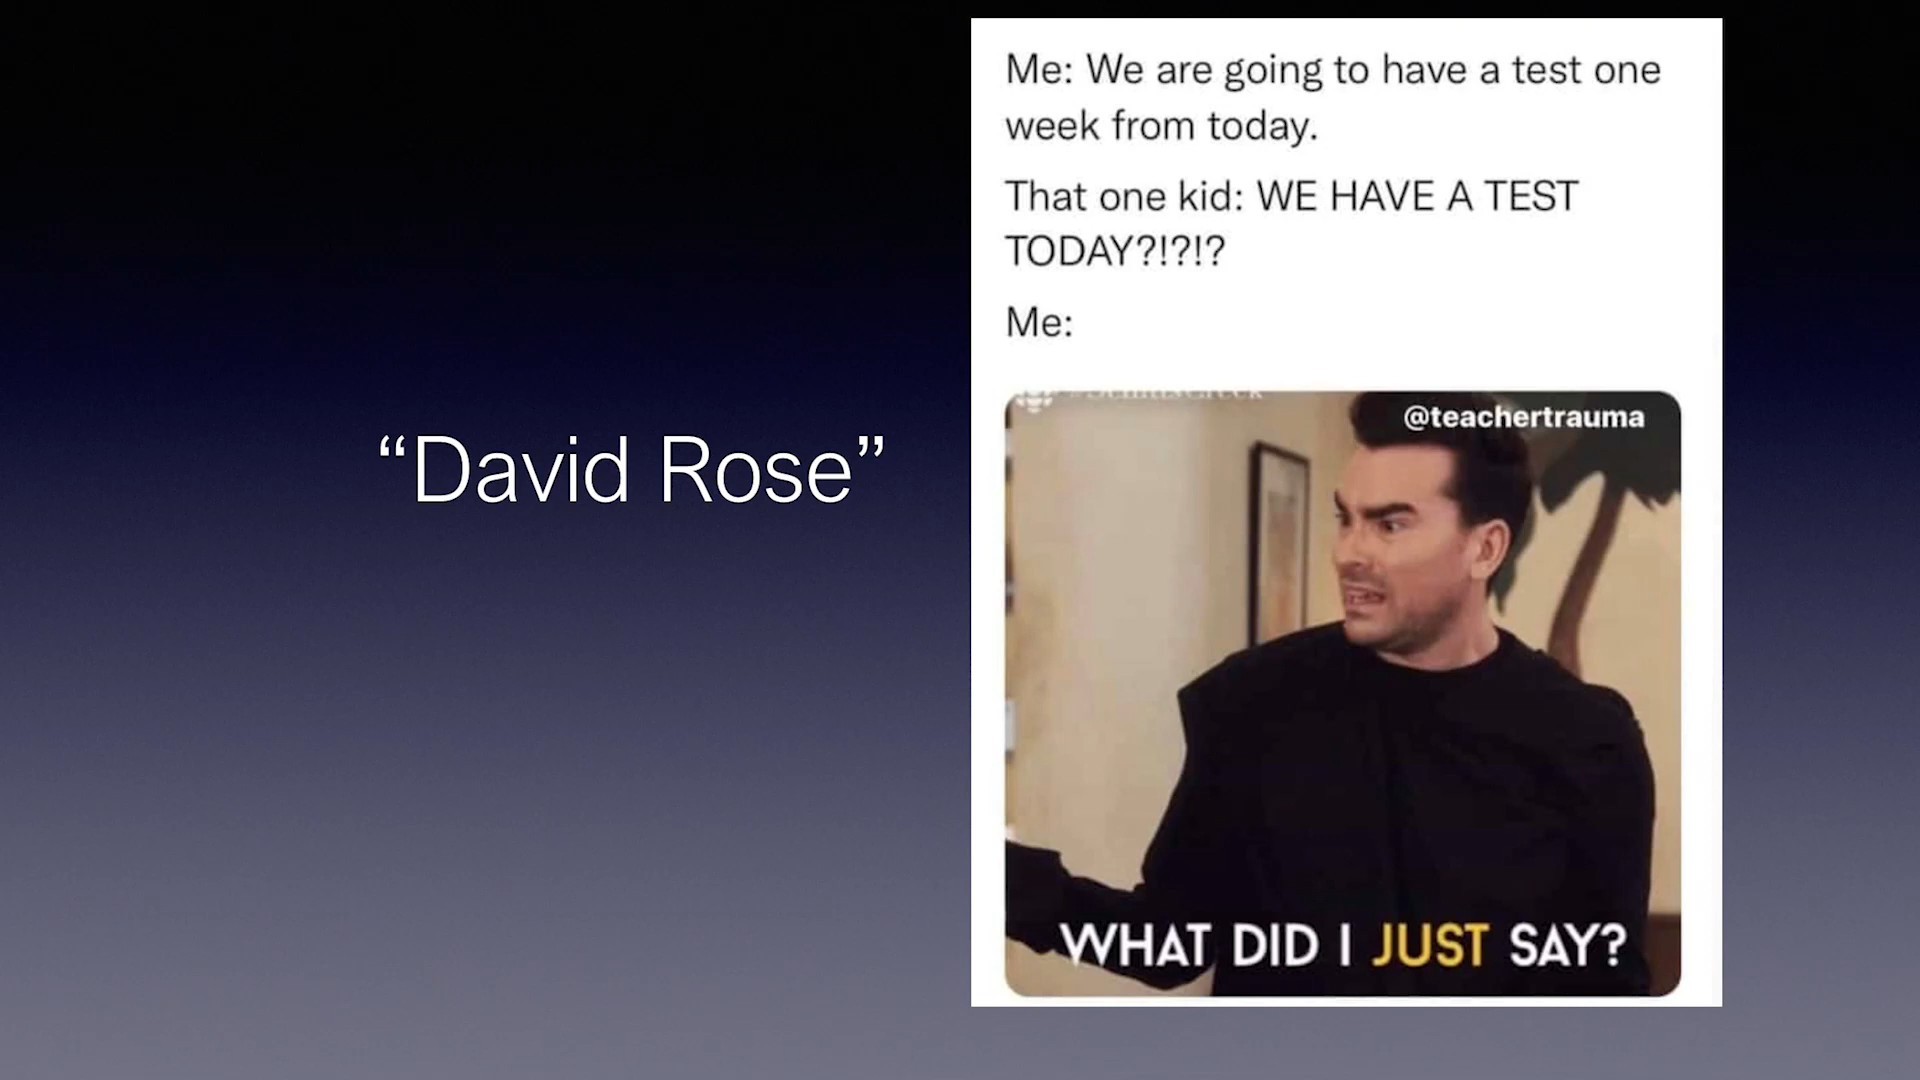 “David Rose”
Me: We are going to have a test one
week from today.
That one kid: WE HAVE A TEST
TODAY?!?!?
Me:
@teachertrauma
WHAT DID I JUST SAY?